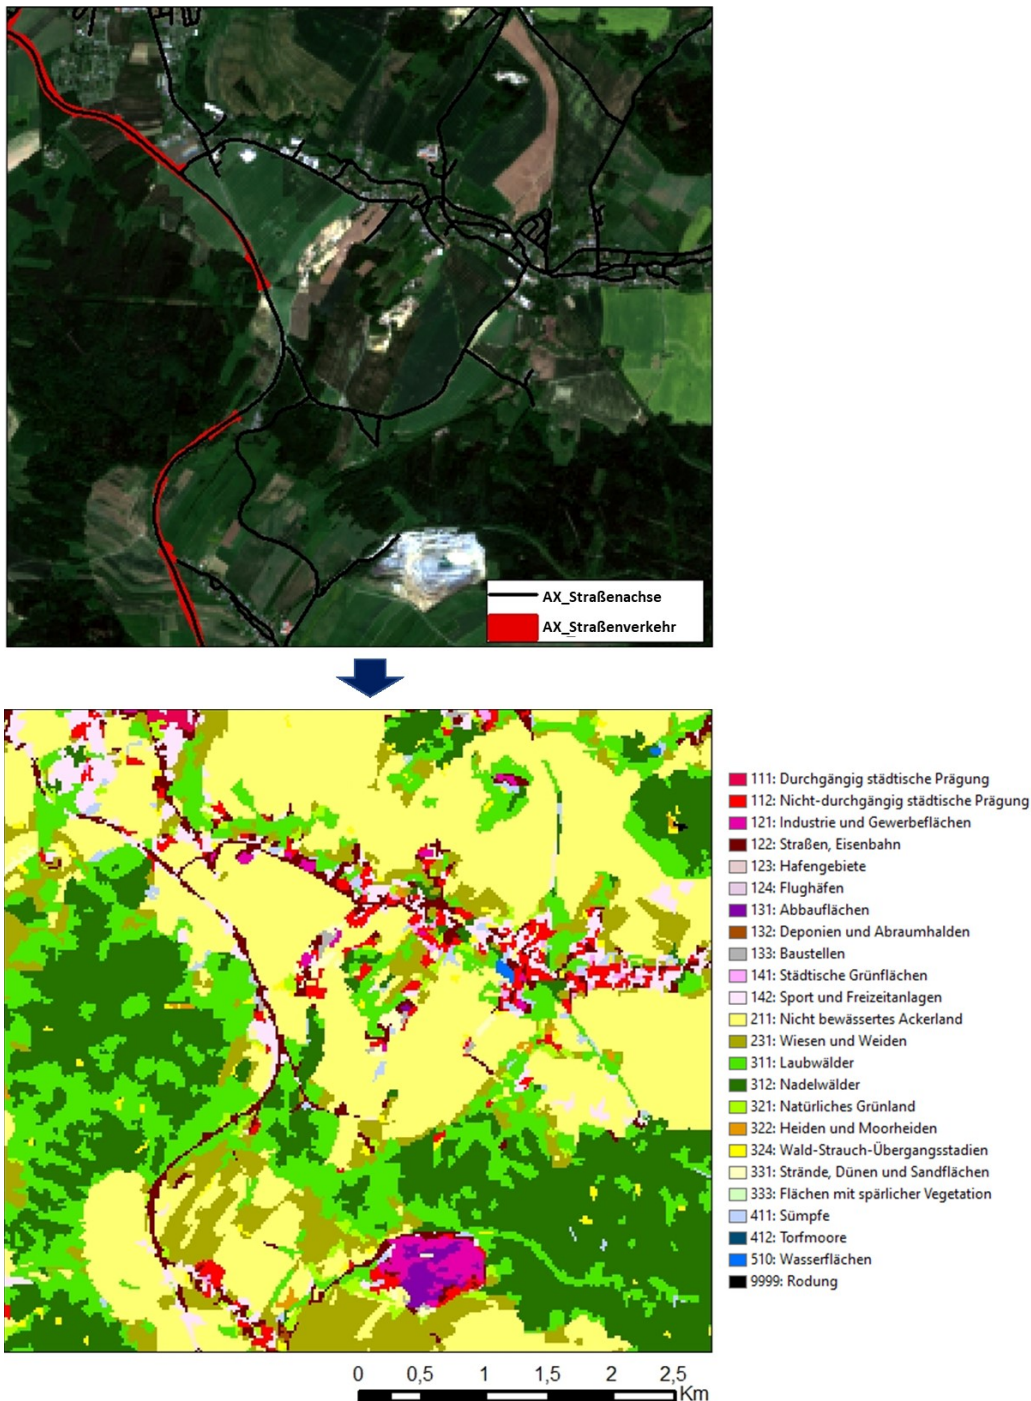 AX_Straßenachse
AX_Straßenverkehr
111: Durchgängig städtische Prägung
112: Nicht-durchgängig städtische Prägung
121: Industrie und Gewerbeflächen
122: Straßen, Eisenbahn
123: Hafengebiete
124: Flughäfen
131: Abbauflächen
132: Deponien und Abraumhalden
133: Baustellen
141: Städtische Grünflächen
142: Sport und Freizeitanlagen
211: Nicht bewässertes Ackerland
231: Wiesen und Weiden
311: Laubwälder
312: Nadelwälder
321: Natürliches Grünland
322: Heiden und Moorheiden
324: Wald-Strauch-Übergangsstadien
331: Strände, Dünen und Sandflächen
333: Flächen mit spärlicher Vegetation
411: Sümpfe
412: Torfmoore
510: Wasserflächen
9999: Rodung
0 0,5 1 1,5 2 2,5
Km